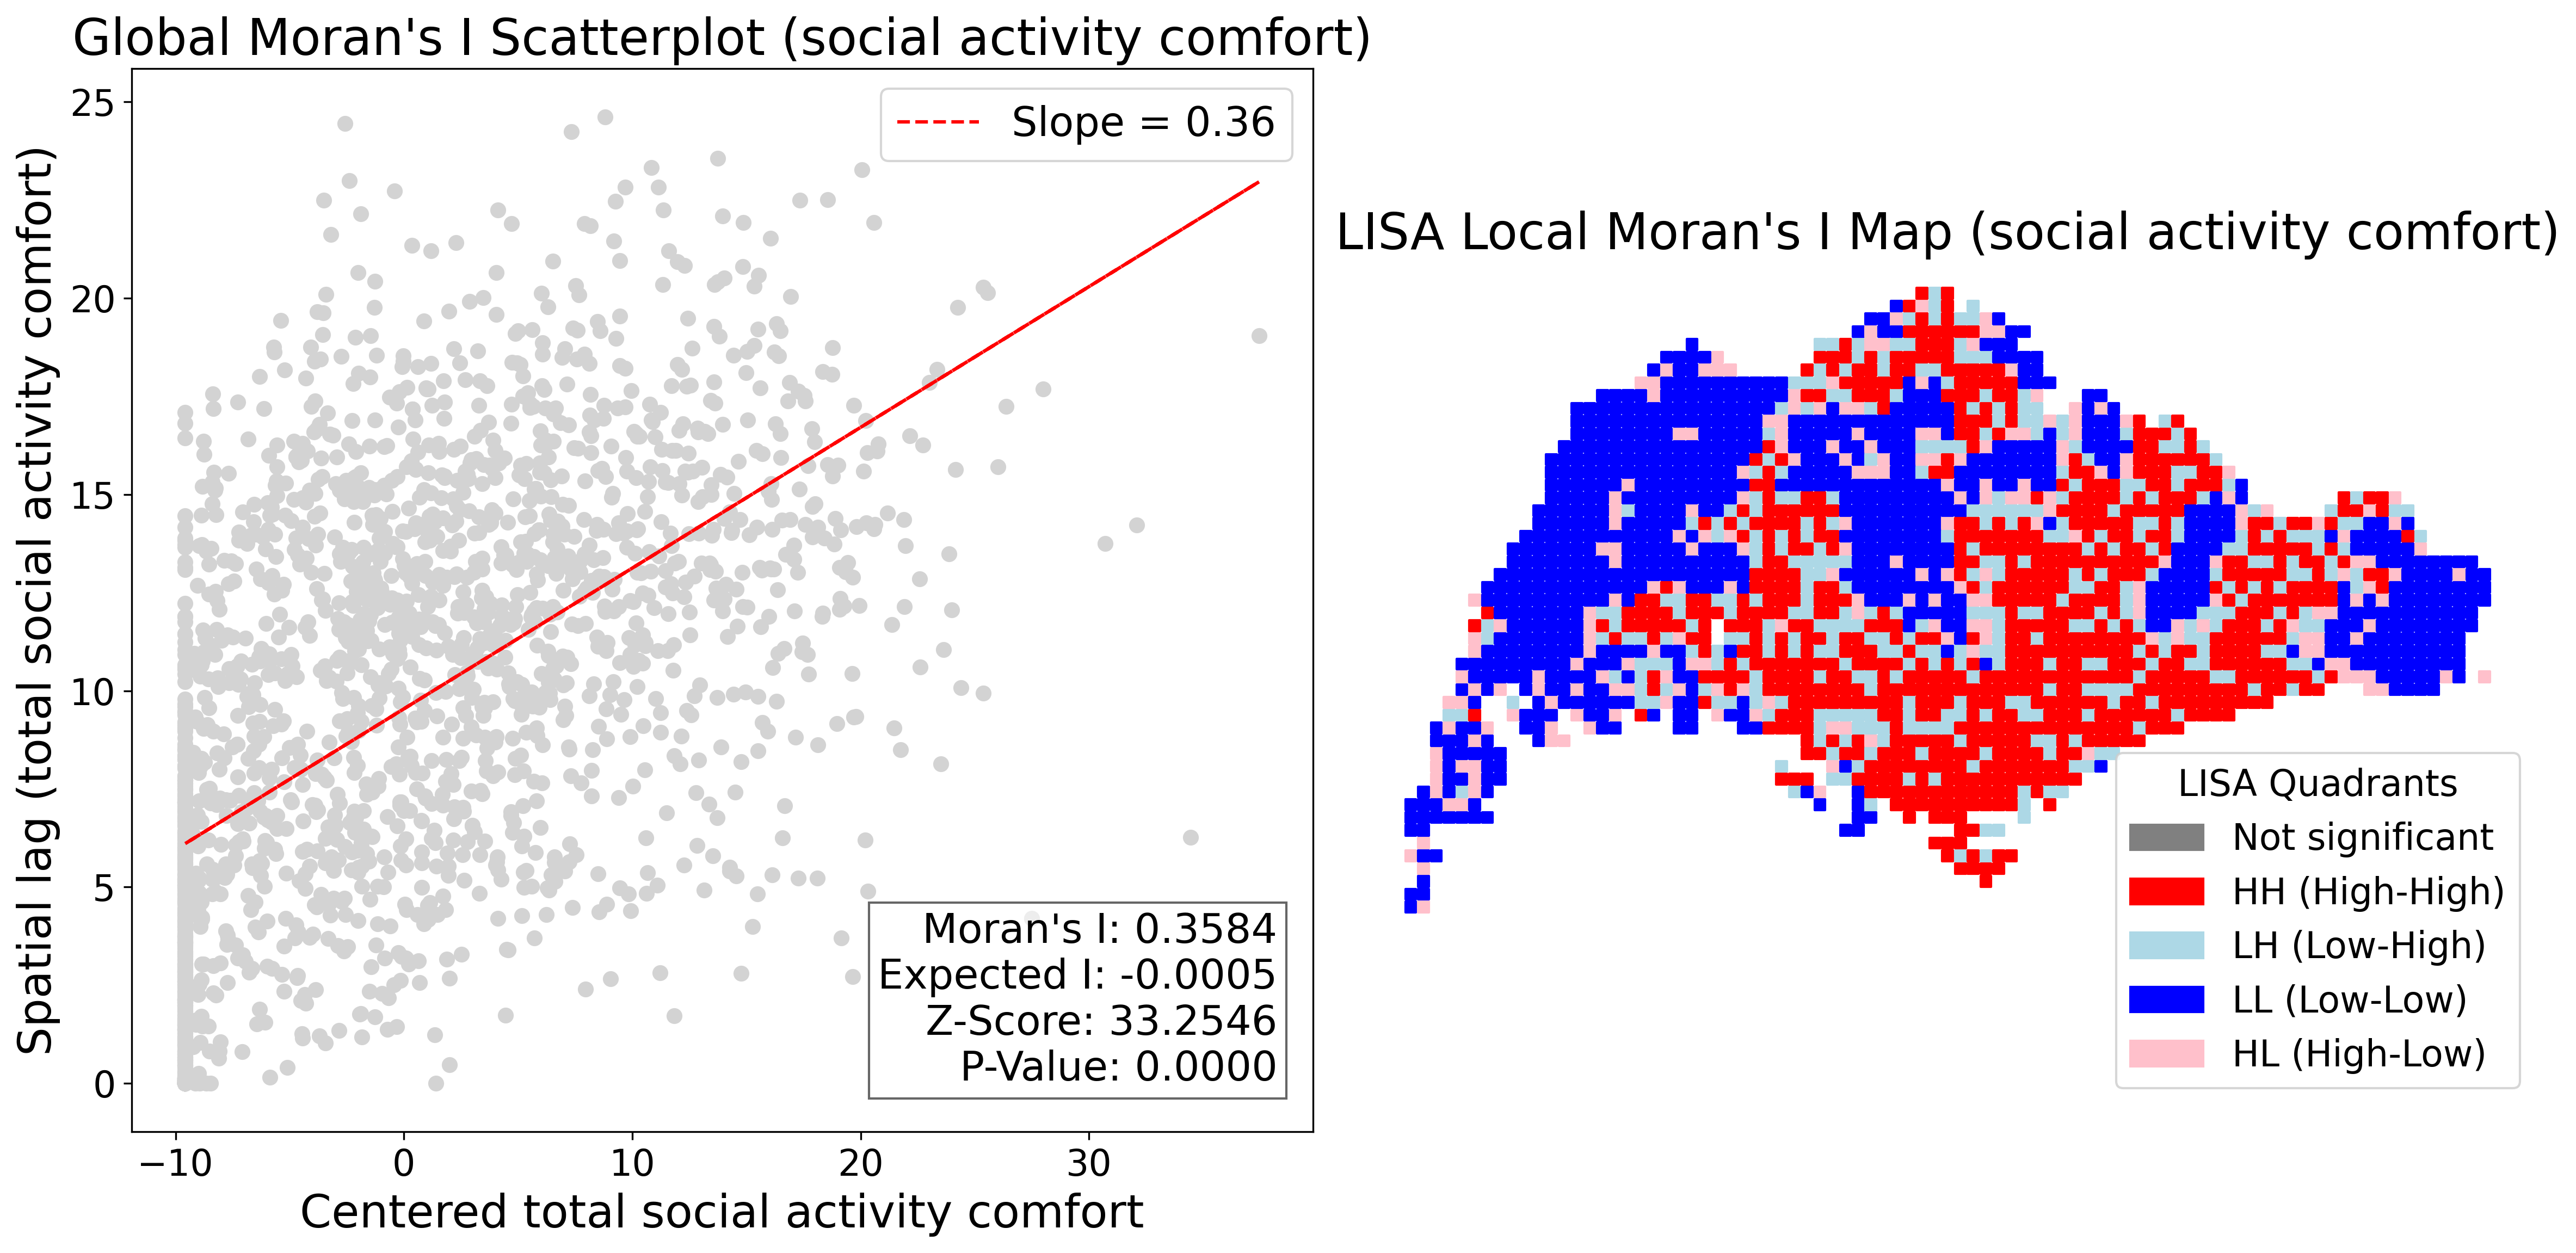 Global Moran's I Scatterplot (social activity comfort)
Spatial lag (total social activity comfort)
25
20
15
10
5
0
Slope = 0.36
Moran's I: 0.3584
Expected I: -0.0005
Z-Score: 33.2546
P-Value: 0.0000
−10 0 10 20 30
Centered total social activity comfort
LISA Local Moran's I Map (social activity comfort)
LISA Quadrants
Not significant
HH (High-High)
LH (Low-High)
LL (Low-Low)
HL (High-Low)